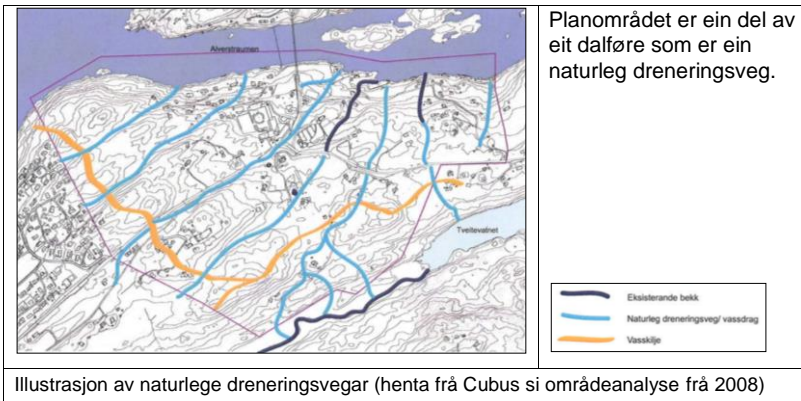 Alverstraumen
Tveitevatnet
Planområdet er ein del av
eit dalføre som er ein
naturleg dreneringsveg.
Eksisterande bekk
Naturleg dreneringsveg/ vassdrag
Vasskilje
Illustrasjon av naturlege dreneringsvegar (henta frå Cubus si områdeanalyse frå 2008)